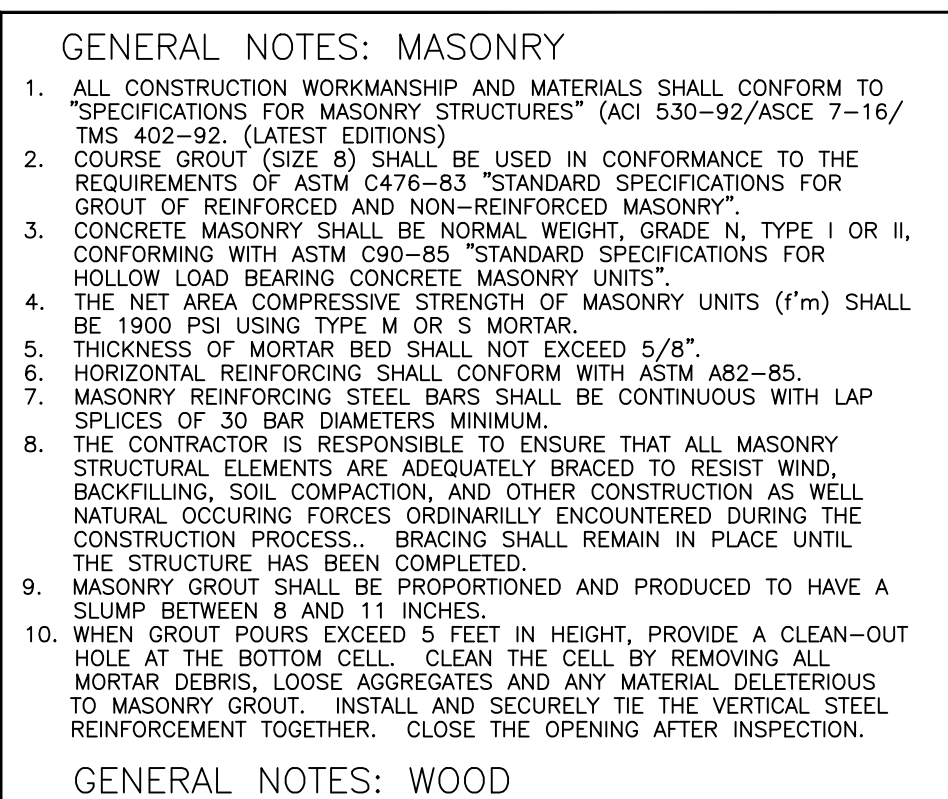 GENERAL NOTES: MASONRY
1. ALL CONSTRUCTION WORKMANSHIP AND MATERIALS SHALL CONFORM TO
"SPECIFICATIONS FOR MASONRY STRUCTURES" (ACI 530-92/ASCE 7-16/
TMS 402-92. (LATEST EDITIONS)
2. COURSE GROUT (SIZE 8) SHALL BE USED IN CONFORMANCE TO THE
REQUIREMENTS OF ASTM C476-83 "STANDARD SPECIFICATIONS FOR
GROUT OF REINFORCED AND NON-REINFORCED MASONRY".
3. CONCRETE MASONRY SHALL BE NORMAL WEIGHT, GRADE N, TYPE I OR II,
CONFORMING WITH ASTM C90-85 "STANDARD SPECIFICATIONS FOR
HOLLOW LOAD BEARING CONCRETE MASONRY UNITS".
4. THE NET AREA COMPRESSIVE STRENGTH OF MASONRY UNITS (f'm) SHALL
BE 1900 PSI USING TYPE M OR S MORTAR.
5. THICKNESS OF MORTAR BED SHALL NOT EXCEED 5/8".
6. HORIZONTAL REINFORCING SHALL CONFORM WITH ASTM A82-85.
7. MASONRY REINFORCING STEEL BARS SHALL BE CONTINUOUS WITH LAP
SPLICES OF 30 BAR DIAMETERS MINIMUM.
8. THE CONTRACTOR IS RESPONSIBLE TO ENSURE THAT ALL MASONRY
STRUCTURAL ELEMENTS ARE ADEQUATELY BRACED TO RESIST WIND,
BACKFILLING, SOIL COMPACTION, AND OTHER CONSTRUCTION AS WELL
NATURAL OCCURING FORCES ORDINARILLY ENCOUNTERED DURING THE
CONSTRUCTION PROCESS.. BRACING SHALL REMAIN IN PLACE UNTIL
THE STRUCTURE HAS BEEN COMPLETED.
9. MASONRY GROUT SHALL BE PROPORTIONED AND PRODUCED TO HAVE A
SLUMP BETWEEN 8 AND 11 INCHES.
10. WHEN GROUT POURS EXCEED 5 FEET IN HEIGHT, PROVIDE A CLEAN-OUT
HOLE AT THE BOTTOM CELL. CLEAN THE CELL BY REMOVING ALL
MORTAR DEBRIS, LOOSE AGGREGATES AND ANY MATERIAL DELETERIOUS
TO MASONRY GROUT. INSTALL AND SECURELY TIE THE VERTICAL STEEL
REINFORCEMENT TOGETHER. CLOSE THE OPENING AFTER INSPECTION.
GENERAL NOTES: WOOD